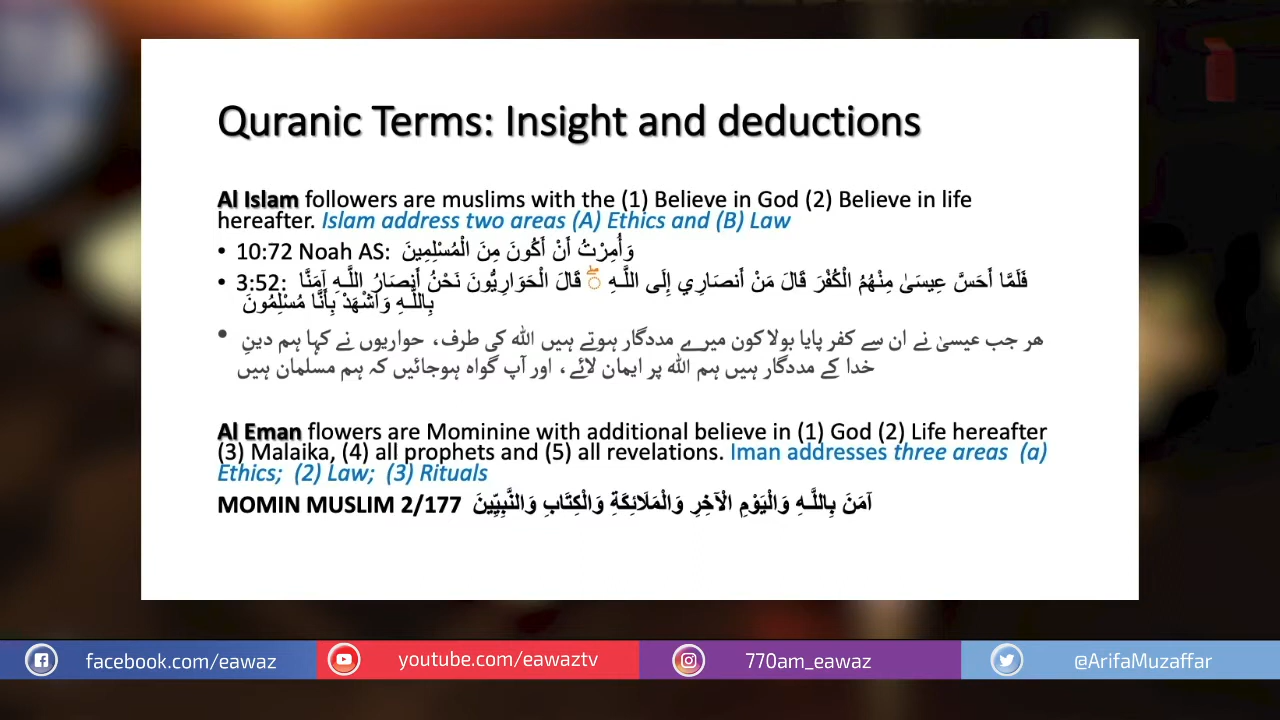 Quranic Terms: Insight and deductions
Al Islam followers are muslims with the (1) Believe in God (2) Believe in life
hereafter. Islam address two areas (A) Ethics and (B) Law
• 10:72 Noah AS: وَأُمِرْتُ أَنْ أَكُونَ مِنَ الْمُسْلِمِينَ
• 3:52: فَلَمَّا أَحَسَّ عِيسَىٰ مِنْهُمُ الْكُفْرَ قَالَ مَنْ أَنصَارِي إِلَى اللَّـهِ ۖ قَالَ الْحَوَارِيُّونَ نَحْنُ أَنصَارُ اللَّـهِ آمَنَّا
بِاللَّـهِ وَاشْهَدْ بِأَنَّا مُسْلِمُونَ
• ھر جب عیسیٰ نے ان سے کفر پایا بولا کون میرے مددگار ہوتے ہیں اللہ کی طرف، حواریوں نے کہا ہم دینِ
خدا کے مددگار ہیں ہم اللہ پر ایمان لائے، اور آپ گواہ ہوجائیں کہ ہم مسلمان ہیں
Al Eman flowers are Mominine with additional believe in (1) God (2) Life hereafter
(3) Malaika, (4) all prophets and (5) all revelations. Iman addresses three areas (a)
Ethics; (2) Law; (3) Rituals
MOMIN MUSLIM 2/177 آمَنَ بِاللَّـهِ وَالْيَوْمِ الْآخِرِ وَالْمَلَائِكَةِ وَالْكِتَابِ وَالنَّبِيِّينَ
facebook.com/eawaz youtube.com/eawaztv 770am_eawaz @ArifaMuzaffar